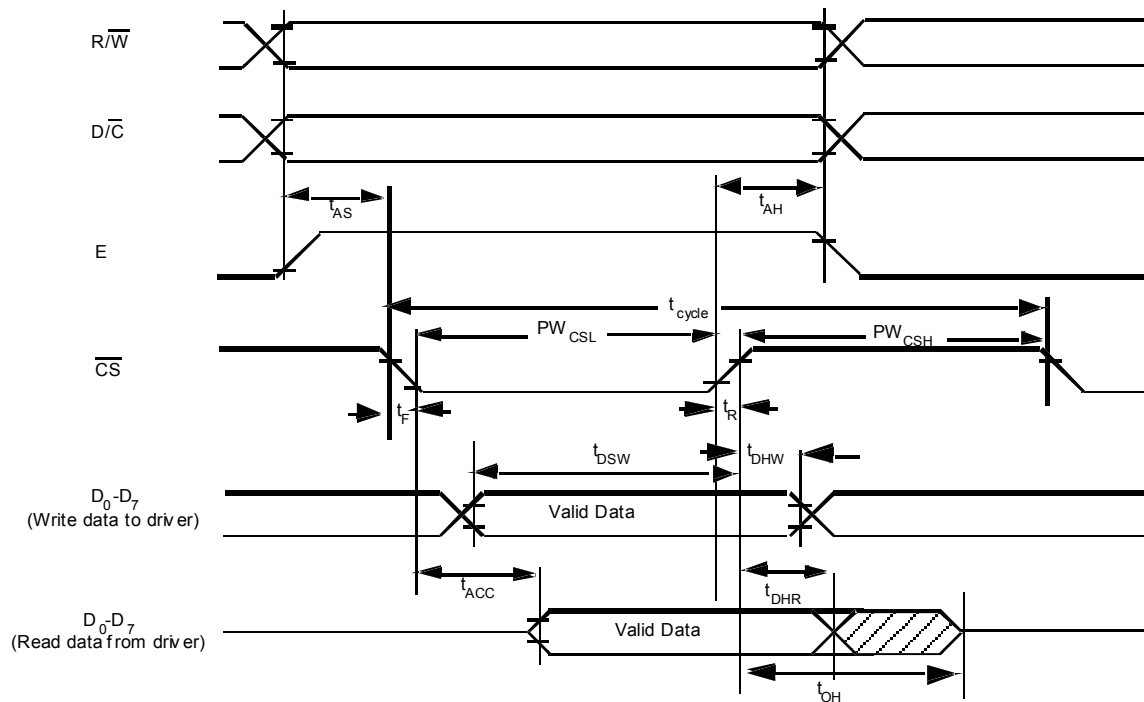 R/W̅
D/C̅
t_AS
t_AH
E
t_cycle
PW_CSL
PW_CSH
C̅S̅
t_F
t_R
t_DSW
t_DHW
D_0-D_7
(Write data to driver)
Valid Data
t_ACC
t_DHR
D_0-D_7
(Read data from driver)
Valid Data
t_OH